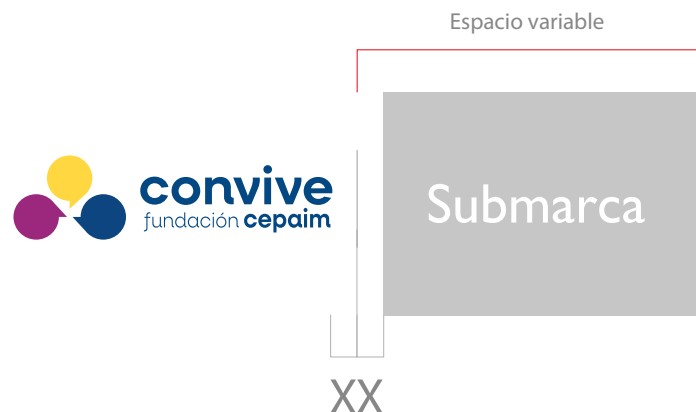 Espacio variable
convive
fundación cepaim
Submarca
XX